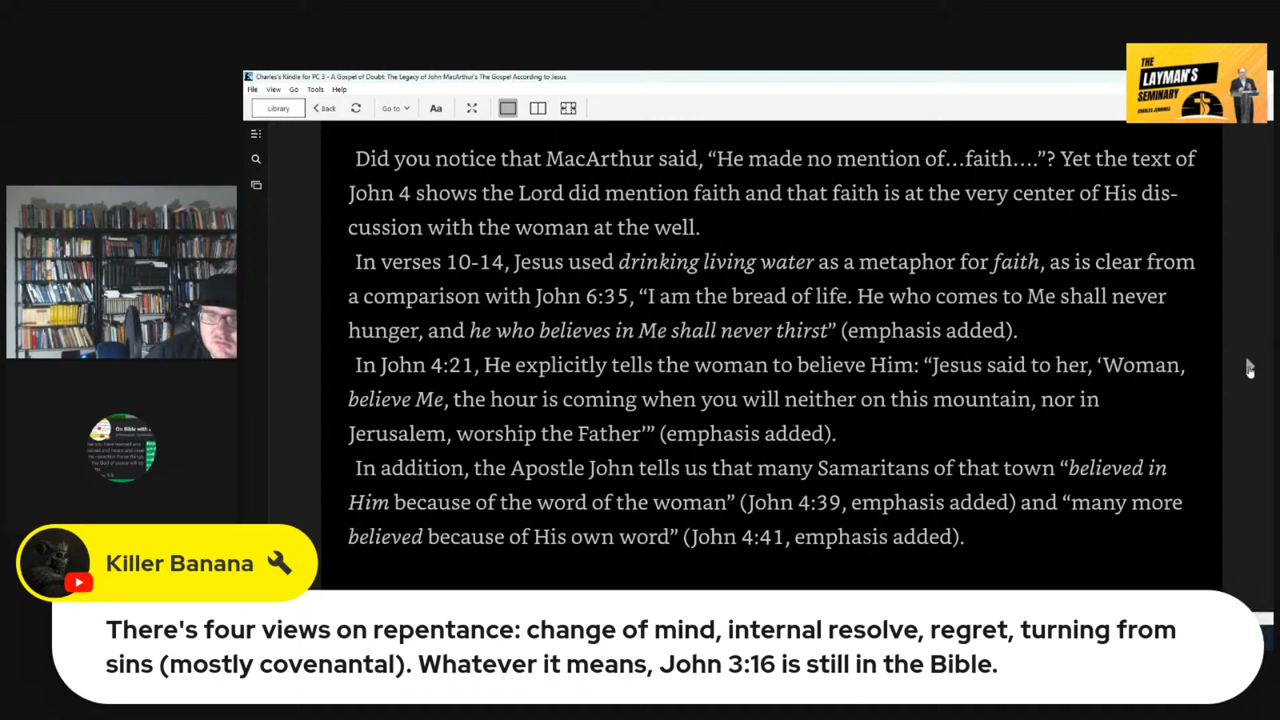 Charles's Kindle for PC 3 - A Gospel of Doubt: The Legacy of John MacArthur's The Gospel According to Jesus
File View Go Tools Help
Library
Back
Go to
Aa
THE
LAYMAN'S
SEMINARY
CHARLES JENNINGS
Did you notice that MacArthur said, “He made no mention of…faith….”? Yet the text of
John 4 shows the Lord did mention faith and that faith is at the very center of His dis-
cussion with the woman at the well.
In verses 10-14, Jesus used drinking living water as a metaphor for faith, as is clear from
a comparison with John 6:35, “I am the bread of life. He who comes to Me shall never
hunger, and he who believes in Me shall never thirst” (emphasis added).
In John 4:21, He explicitly tells the woman to believe Him: “Jesus said to her, ‘Woman,
believe Me, the hour is coming when you will neither on this mountain, nor in
Jerusalem, worship the Father’” (emphasis added).
In addition, the Apostle John tells us that many Samaritans of that town “believed in
Him because of the word of the woman” (John 4:39, emphasis added) and “many more
believed because of His own word” (John 4:41, emphasis added).
On Bible with
Killer Banana
There's four views on repentance: change of mind, internal resolve, regret, turning from
sins (mostly covenantal). Whatever it means, John 3:16 is still in the Bible.